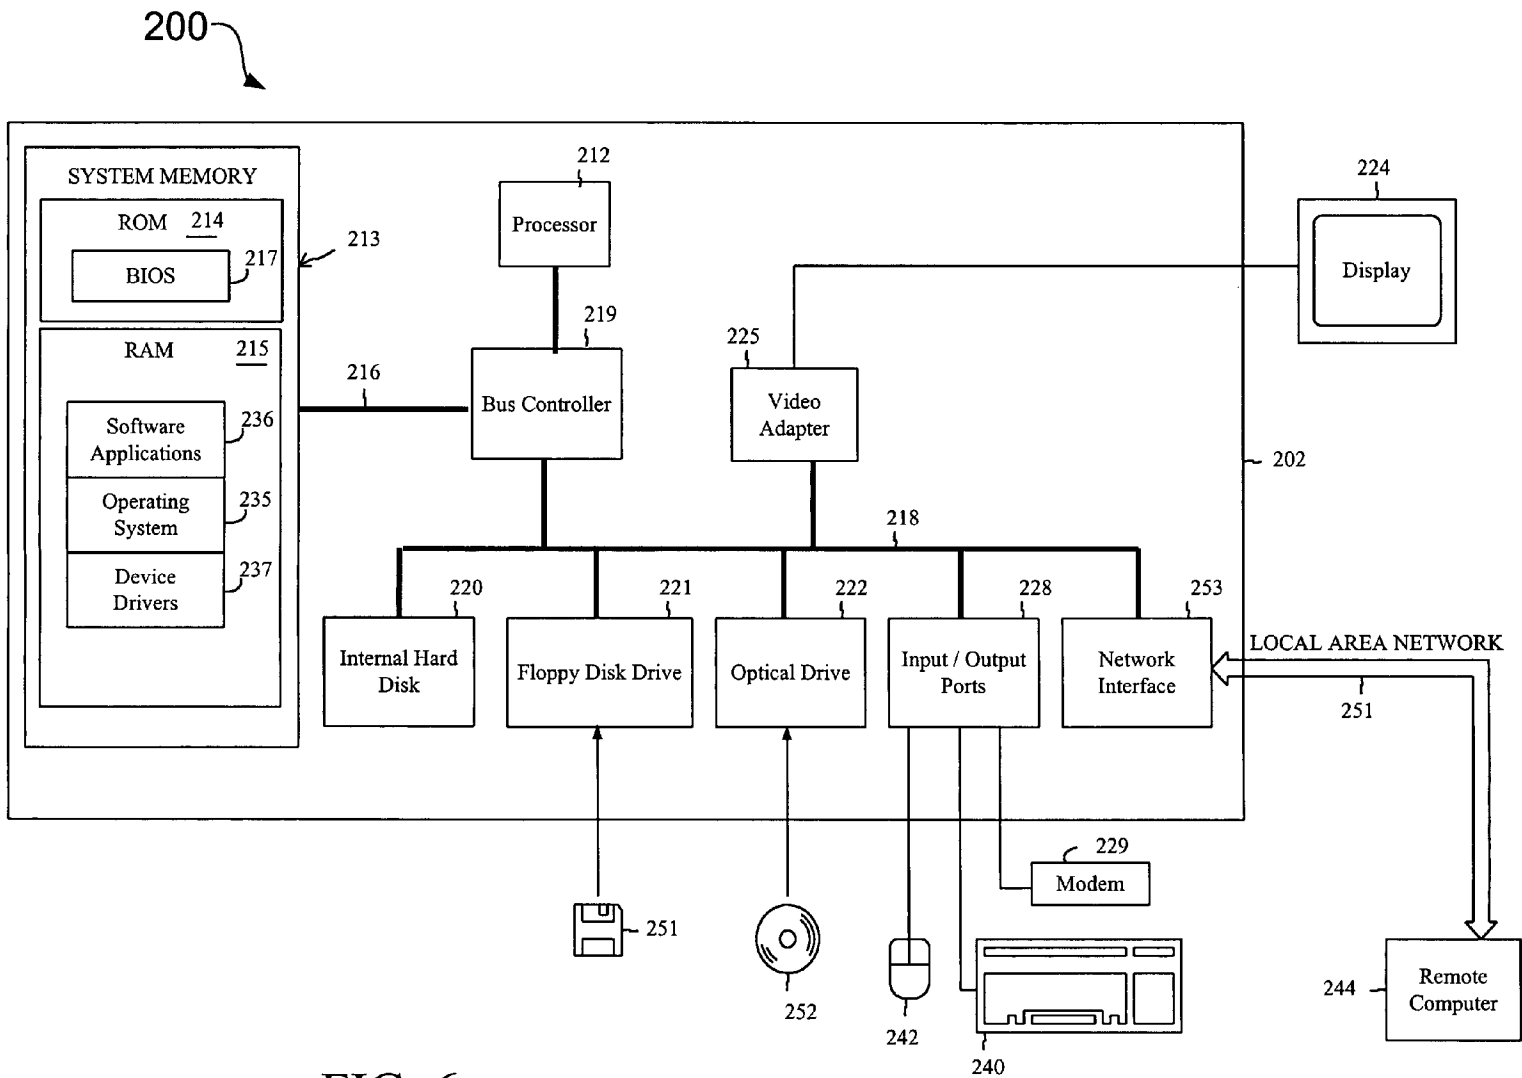 200
SYSTEM MEMORY
ROM 214
BIOS
217
213
RAM 215
Software
Applications
236
Operating
System
235
Device
Drivers
237
212
Processor
219
Bus Controller
216
225
Video
Adapter
224
Display
202
218
220
Internal Hard
Disk
221
Floppy Disk Drive
222
Optical Drive
228
Input / Output
Ports
253
Network
Interface
LOCAL AREA NETWORK
251
229
Modem
251
252
242
240
244
Remote
Computer
FIG. 6